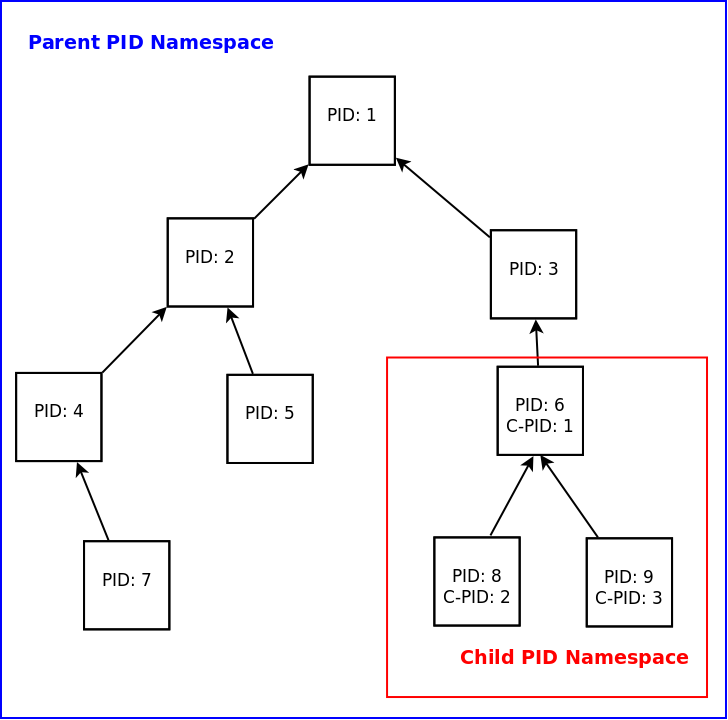 Parent PID Namespace
PID: 1
PID: 2
PID: 3
PID: 4
PID: 5
PID: 6
C-PID: 1
PID: 7
PID: 8
C-PID: 2
PID: 9
C-PID: 3
Child PID Namespace